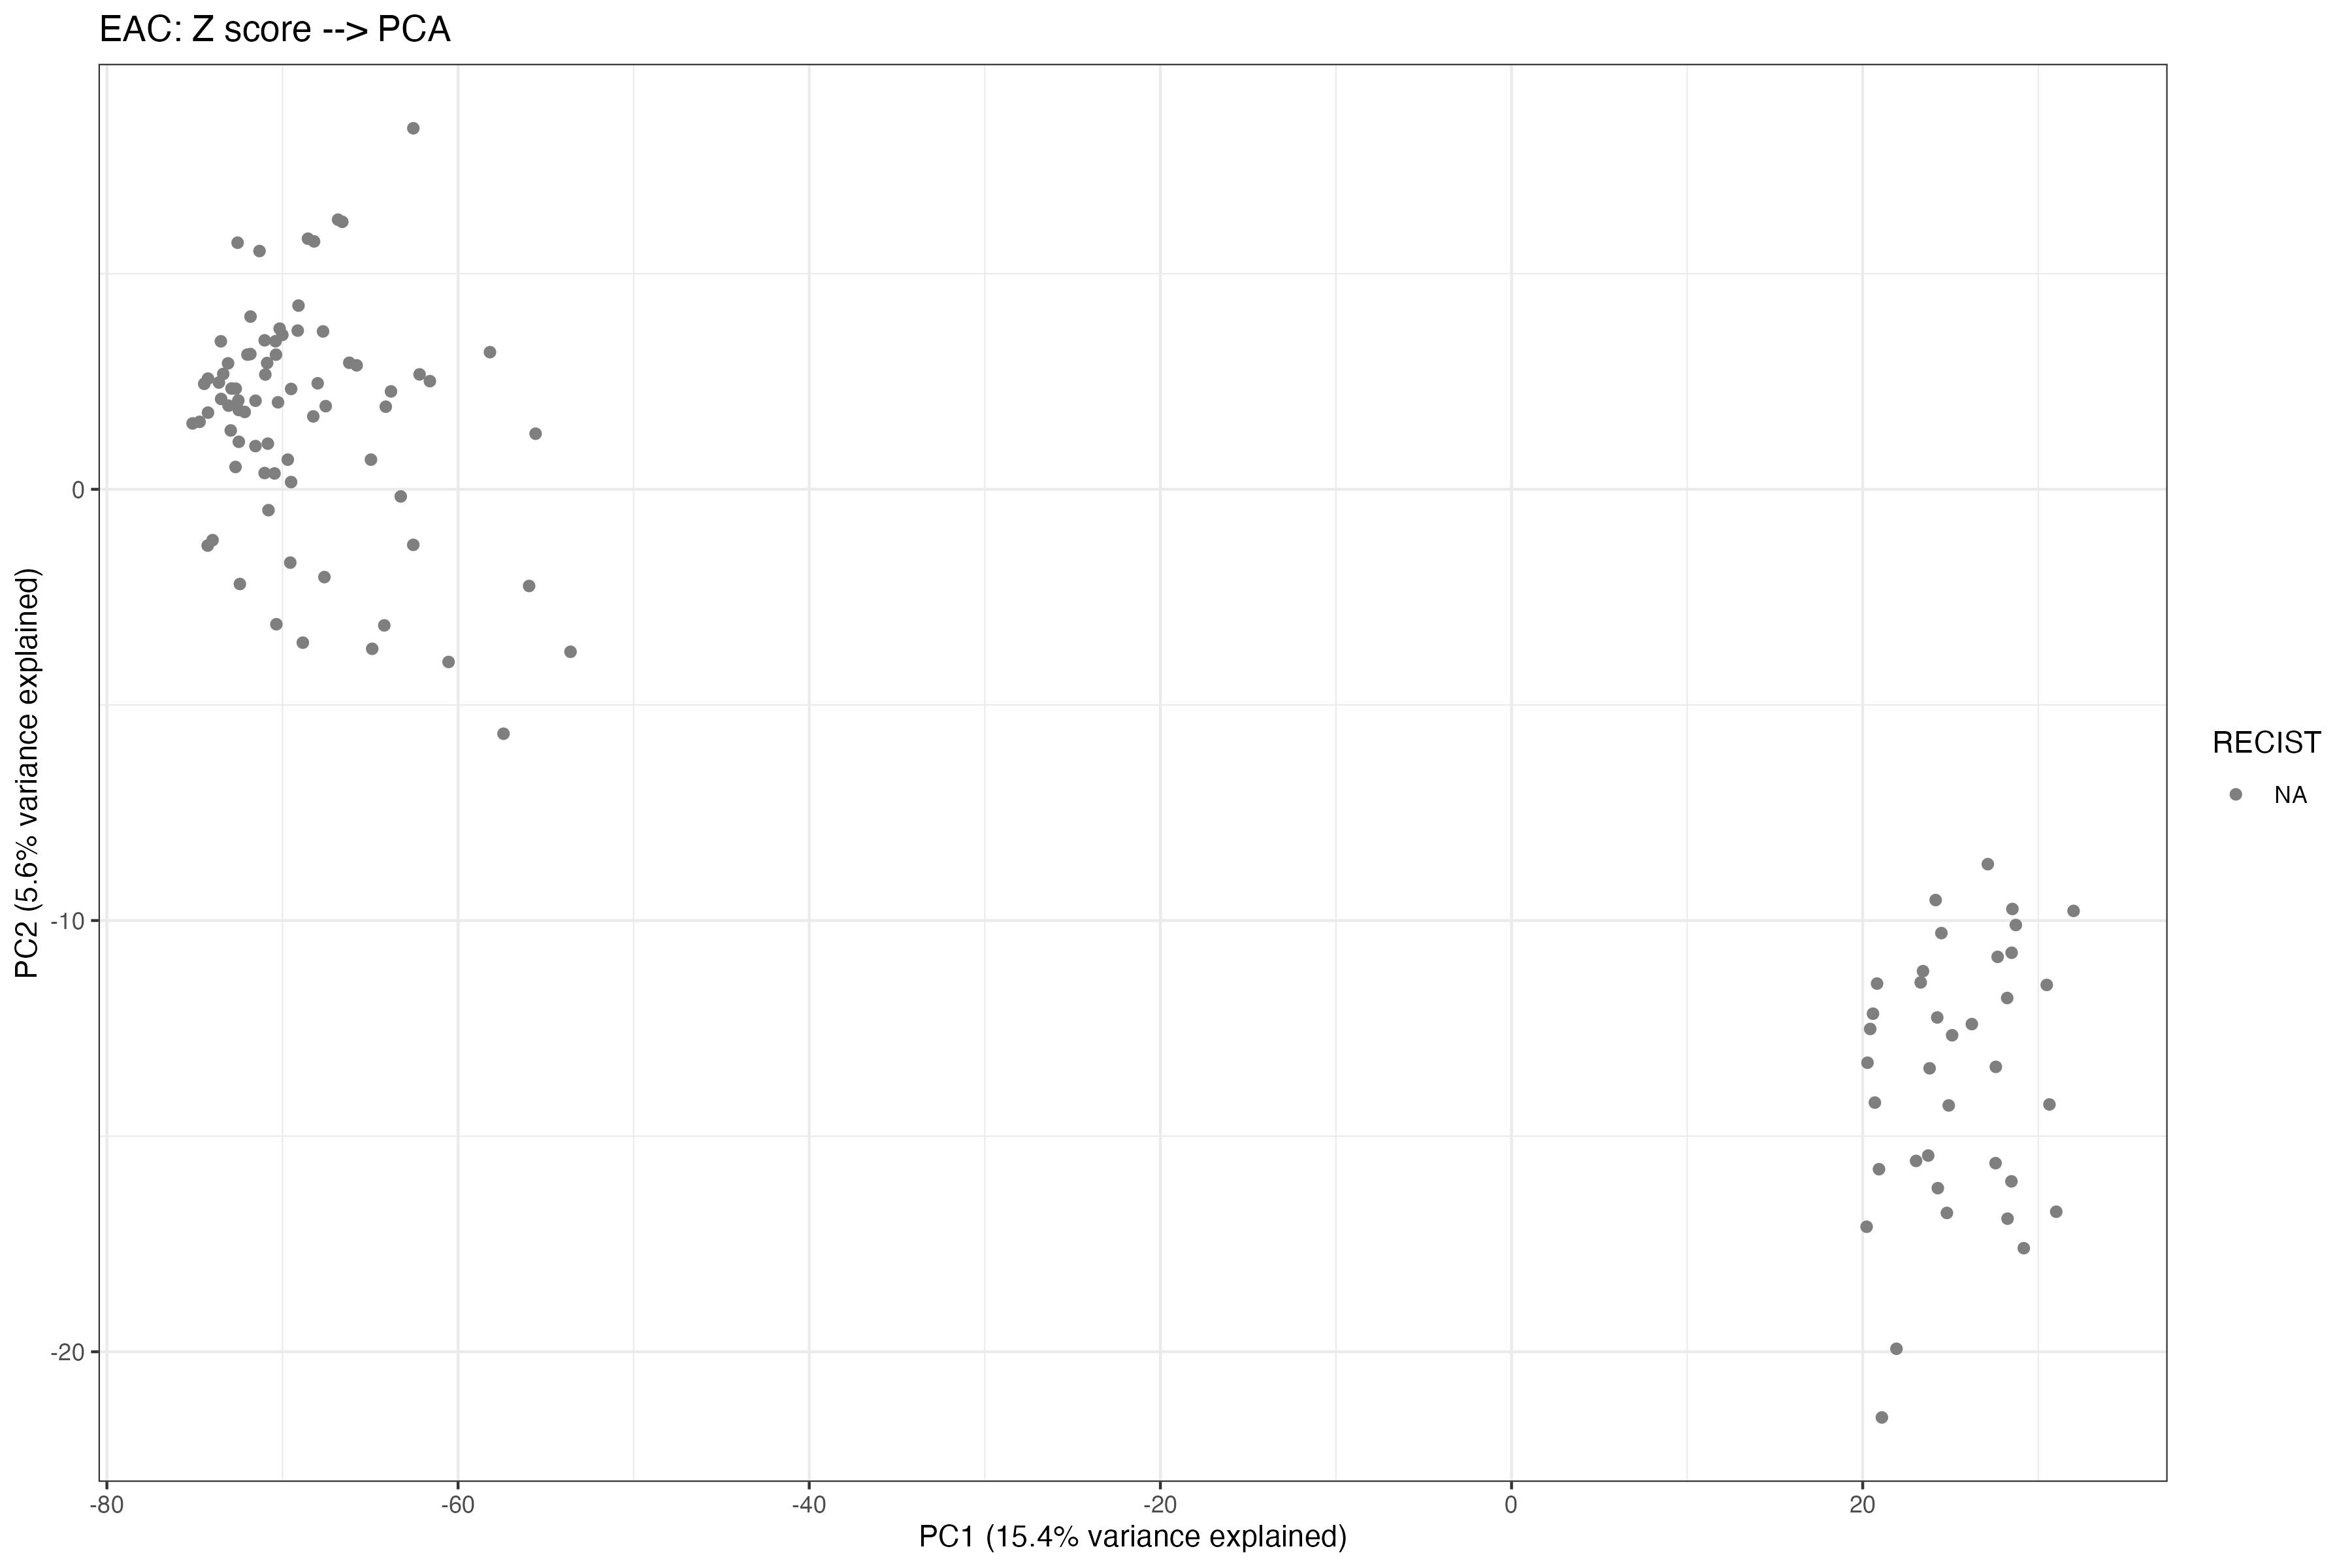 EAC: Z score --> PCA
PC2 (5.6% variance explained)
0
-10
-20
-80
-60
-40
-20
0
20
PC1 (15.4% variance explained)
RECIST
NA